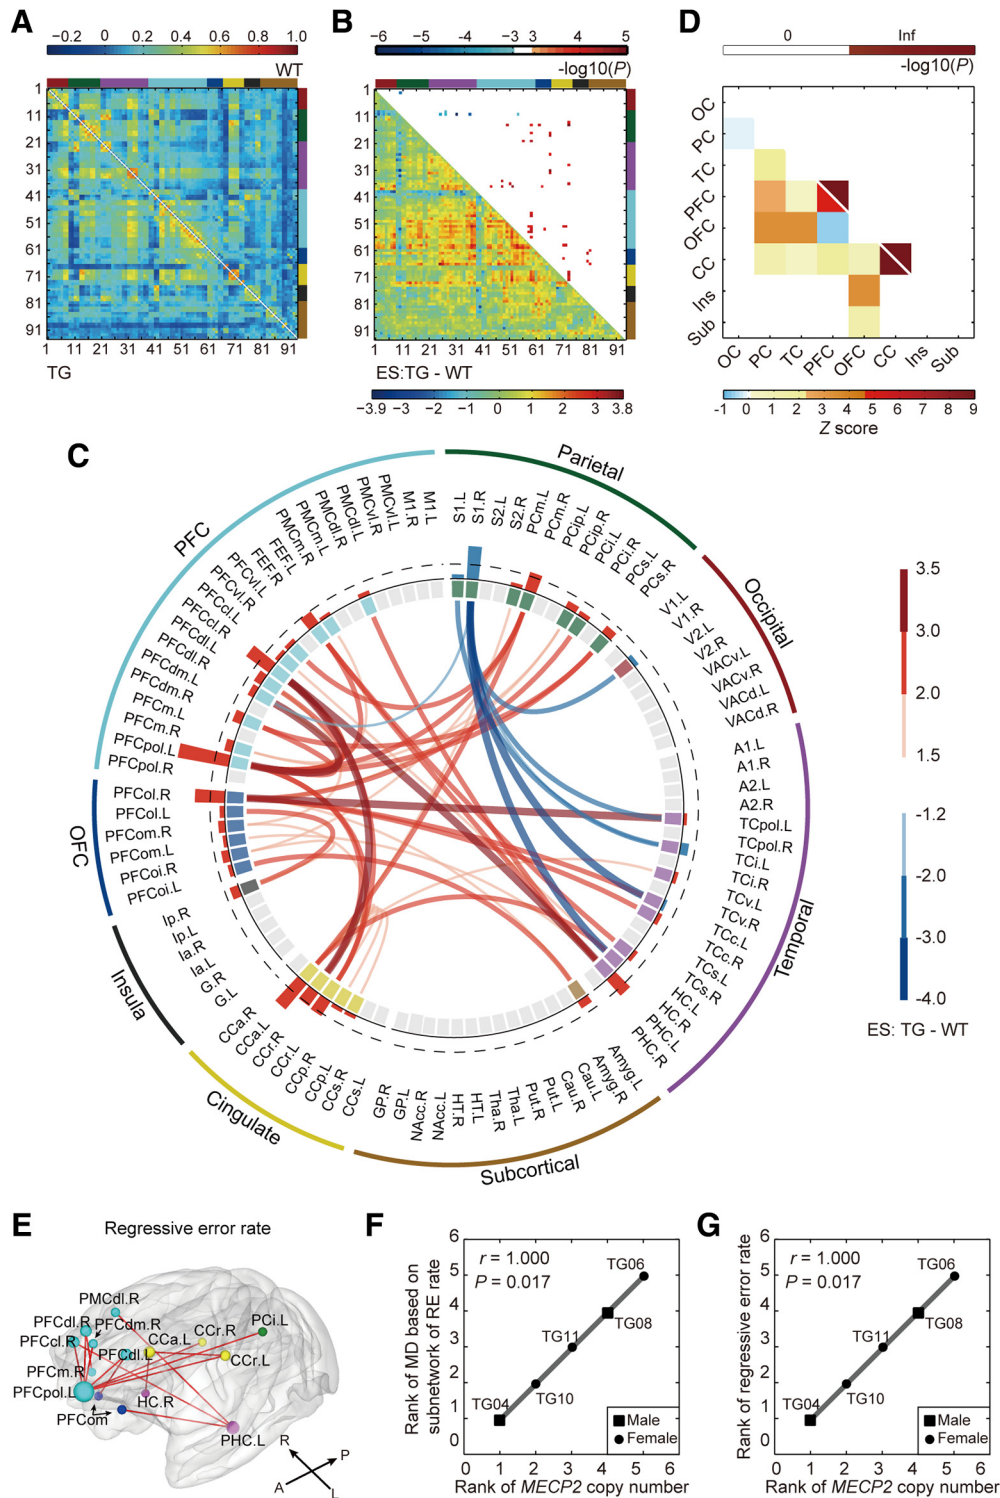 A
−0.2 0 0.2 0.4 0.6 0.8 1.0
WT
1
11
21
31
41
51
61
71
81
91
1 11 21 31 41 51 61 71 81 91
TG
B
−6 −5 −4 −3 3 4 5
-log10(P)
1
11
21
31
41
51
61
71
81
91
1 11 21 31 41 51 61 71 81 91
ES:TG - WT
−3.9 −3 −2 −1 0 1 2 3 3.8
D
0 Inf
-log10(P)
OC
PC
TC
PFC
OFC
CC
Ins
Sub
OC PC TC PFC OFC CC Ins Sub
-1 0 1 2 3 4 5 6 7 8 9
Z score
C
Parietal
S1.L
S1.R
S2.L
S2.R
PCm.L
PCm.R
PCip.L
PCip.R
PCi.L
PCi.R
PCs.L
PCs.R
Occipital
V1.L
V1.R
V2.L
V2.R
VACv.L
VACv.R
VACd.L
VACd.R
Temporal
A1.L
A1.R
A2.L
A2.R
TCpol.L
TCpol.R
TCi.L
TCi.R
TCv.L
TCv.R
TCc.L
TCc.R
TCs.L
TCs.R
HC.L
HC.R
PHC.L
PHC.R
Subcortical
Amyg.L
Amyg.R
Cau.L
Cau.R
Put.L
Put.R
Tha.L
Tha.R
HT.L
HT.R
NAcc.L
NAcc.R
GP.L
GP.R
Cingulate
CCs.L
CCs.R
CCp.L
CCp.R
CCr.L
CCr.R
CCa.L
CCa.R
Insula
G.L
G.R
Ia.L
Ia.R
Ip.L
Ip.R
OFC
PFCoi.L
PFCoi.R
PFCom.L
PFCom.R
PFCol.L
PFCol.R
PFC
PFCpol.R
PFCpol.L
PFCm.R
PFCm.L
PFCdm.R
PFCdm.L
PFCdl.R
PFCdl.L
PFCcl.R
PFCcl.L
PFCvl.R
PFCvl.L
FEF.R
FEF.L
PMCm.R
PMCm.L
PMCdl.R
PMCdl.L
PMCvl.R
PMCvl.L
M1.R
M1.L
3.5
3.0
2.0
1.5
-1.2
-2.0
-3.0
-4.0
ES: TG - WT
E
Regressive error rate
PMCdl.R
PFCdl.R
PFCdm.R
PFCcl.R
CCa.L
CCr.R
PCi.L
PFCdl.L
CCr.L
PFCm.R
PFCpol.L
HC.R
PFCom
PHC.L
R
P
A
L
F
Rank of MD based on
subnetwork of RE rate
6
5
4
3
2
1
0
r = 1.000
P = 0.017
TG06
TG08
TG11
TG10
TG04
Male
Female
0 1 2 3 4 5 6
Rank of MECP2 copy number
G
Rank of regressive error rate
6
5
4
3
2
1
0
r = 1.000
P = 0.017
TG06
TG08
TG11
TG10
TG04
Male
Female
0 1 2 3 4 5 6
Rank of MECP2 copy number